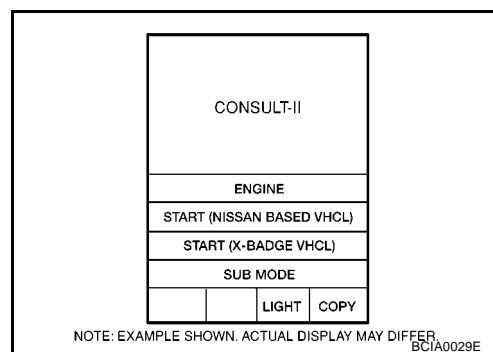 CONSULT-II
ENGINE
START (NISSAN BASED VHCL)
START (X-BADGE VHCL)
SUB MODE
LIGHT COPY
NOTE: EXAMPLE SHOWN. ACTUAL DISPLAY MAY DIFFER.
BCIA0029E